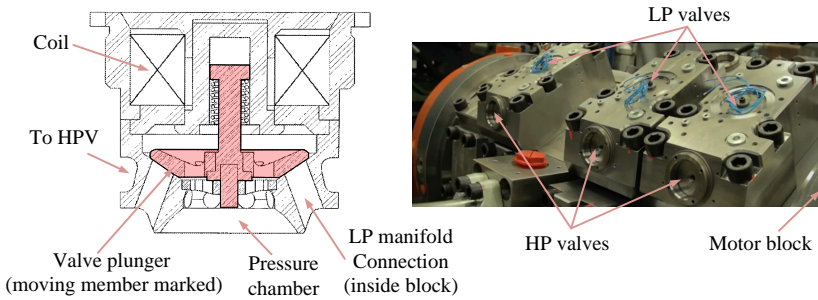 Coil
To HPV
Valve plunger
(moving member marked)
Pressure
chamber
LP manifold
Connection
(inside block)
LP valves
HP valves
Motor block